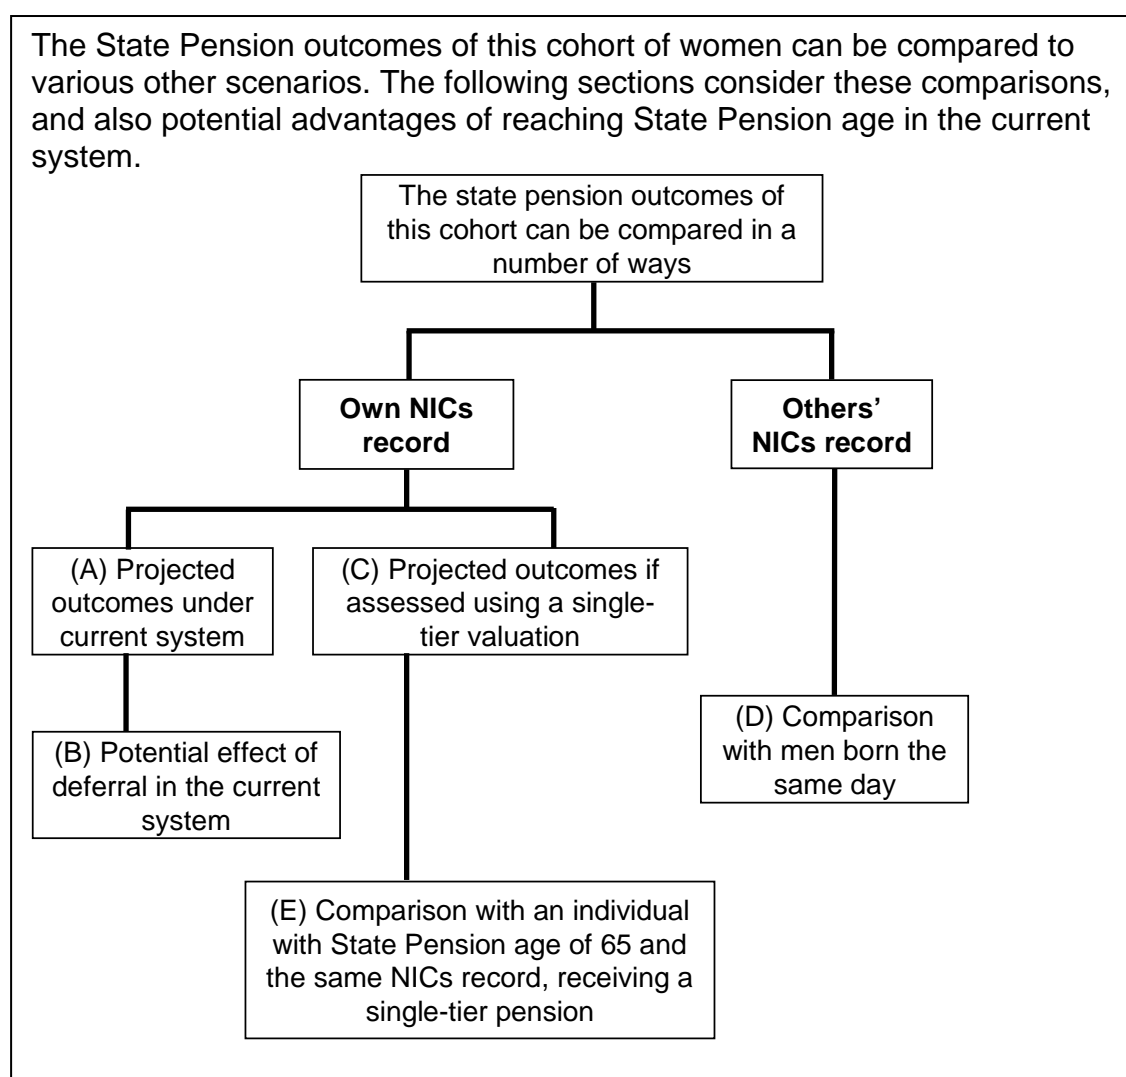 The State Pension outcomes of this cohort of women can be compared to
various other scenarios. The following sections consider these comparisons,
and also potential advantages of reaching State Pension age in the current
system.
The state pension outcomes of
this cohort can be compared in a
number of ways
Own NICs
record
Others’
NICs record
(A) Projected
outcomes under
current system
(C) Projected outcomes if
assessed using a single-
tier valuation
(B) Potential effect of
deferral in the current
system
(D) Comparison
with men born the
same day
(E) Comparison with an individual
with State Pension age of 65 and
the same NICs record, receiving a
single-tier pension